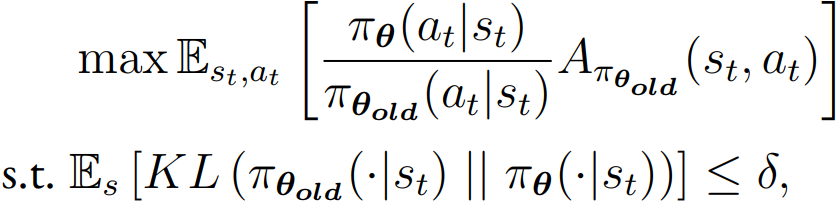 max 𝔼_{s_t,a_t} [ π_θ(a_t|s_t) / π_{θ_old}(a_t|s_t) A_{π_{θ_old}}(s_t, a_t) ]
s.t. 𝔼_s [KL (π_{θ_old}(·|s_t) || π_θ(·|s_t))] ≤ δ,